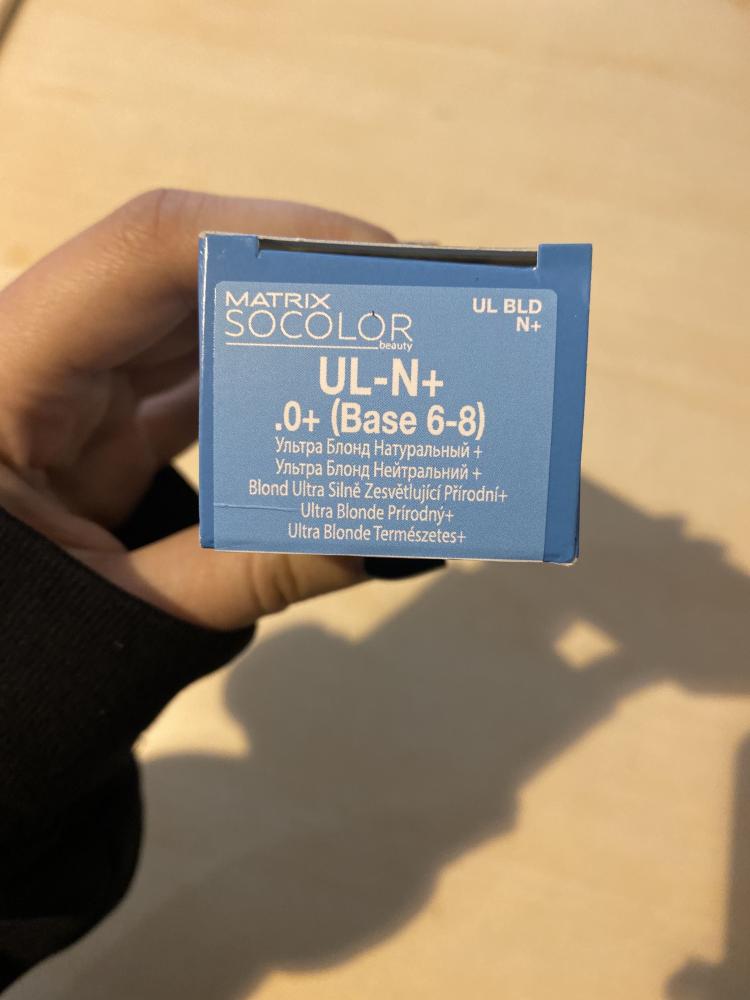 MATRIX
SOCOLOR
beauty
UL BLD
N+
UL-N+
.0+ (Base 6-8)
Ультра Блонд Натуральный +
Ультра Блонд Нейтральний +
Blond Ultra Silně Zesvětlující Přírodní+
Ultra Blonde Prírodný+
Ultra Blonde Természetes+